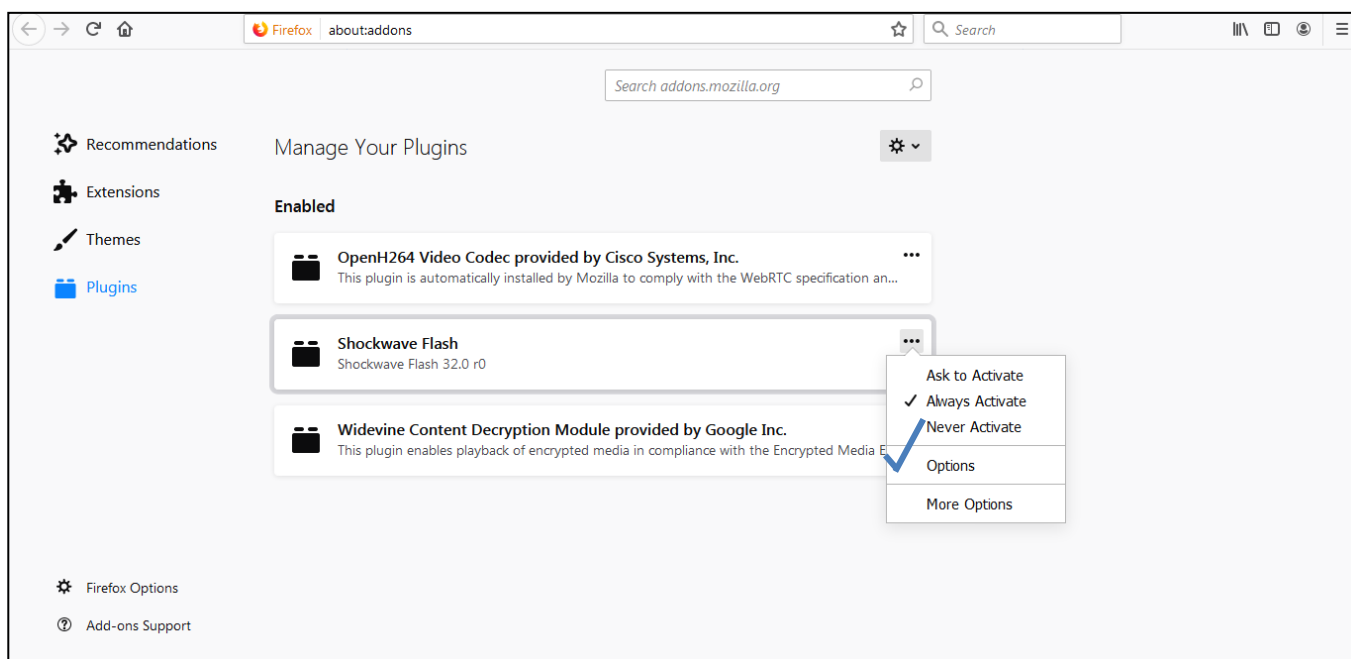 Firefox about:addons
Search
Search addons.mozilla.org
Recommendations
Extensions
Themes
Plugins
Manage Your Plugins
Enabled
OpenH264 Video Codec provided by Cisco Systems, Inc.
This plugin is automatically installed by Mozilla to comply with the WebRTC specification an...
Shockwave Flash
Shockwave Flash 32.0 r0
Widevine Content Decryption Module provided by Google Inc.
This plugin enables playback of encrypted media in compliance with the Encrypted Media E
Ask to Activate
Always Activate
Never Activate
Options
More Options
Firefox Options
Add-ons Support